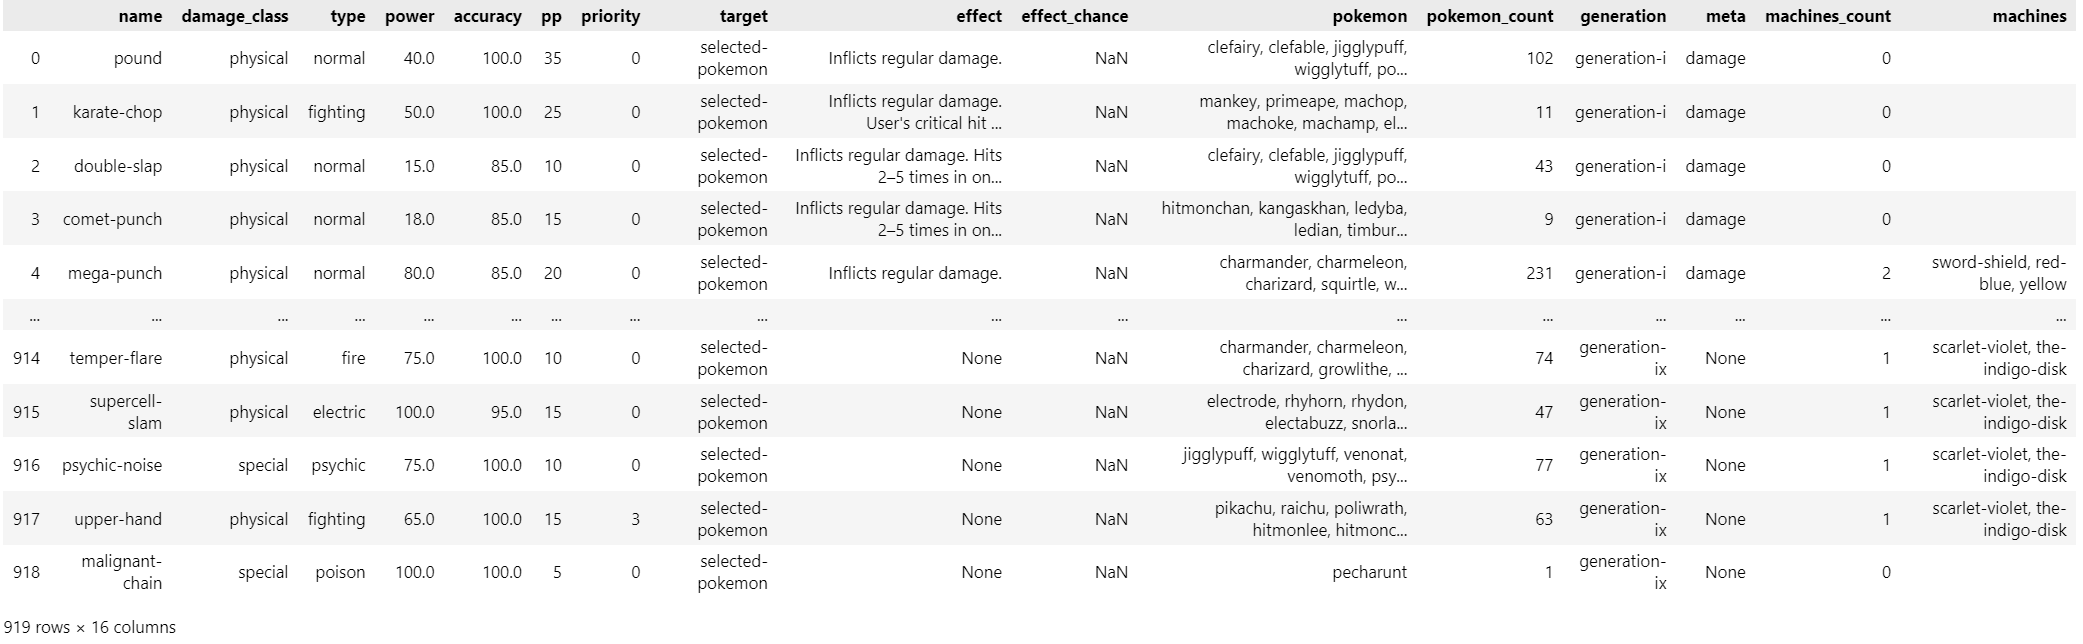 name damage_class type power accuracy pp priority target effect effect_chance pokemon pokemon_count generation meta machines_count machines
0 pound physical normal 40.0 100.0 35 0 selected-pokemon Inflicts regular damage. NaN clefairy, clefable, jigglypuff, wigglytuff, po... 102 generation-i damage 0
1 karate-chop physical fighting 50.0 100.0 25 0 selected-pokemon Inflicts regular damage. User's critical hit ... NaN mankey, primeape, machop, machoke, machamp, el... 11 generation-i damage 0
2 double-slap physical normal 15.0 85.0 10 0 selected-pokemon Inflicts regular damage. Hits 2–5 times in on... NaN clefairy, clefable, jigglypuff, wigglytuff, po... 43 generation-i damage 0
3 comet-punch physical normal 18.0 85.0 15 0 selected-pokemon Inflicts regular damage. Hits 2–5 times in on... NaN hitmonchan, kangaskhan, ledyba, ledian, timbur... 9 generation-i damage 0
4 mega-punch physical normal 80.0 85.0 20 0 selected-pokemon Inflicts regular damage. NaN charmander, charmeleon, charizard, squirtle, w... 231 generation-i damage 2 sword-shield, red-blue, yellow
... ... ... ... ... ... ... ... ... ... ... ... ... ... ... ... ...
914 temper-flare physical fire 75.0 100.0 10 0 selected-pokemon None NaN charmander, charmeleon, charizard, growlithe, ... 74 generation-ix None 1 scarlet-violet, the-indigo-disk
915 supercell-slam physical electric 100.0 95.0 15 0 selected-pokemon None NaN electrode, rhyhorn, rhydon, electabuzz, snorla... 47 generation-ix None 1 scarlet-violet, the-indigo-disk
916 psychic-noise special psychic 75.0 100.0 10 0 selected-pokemon None NaN jigglypuff, wigglytuff, venonat, venomoth, psy... 77 generation-ix None 1 scarlet-violet, the-indigo-disk
917 upper-hand physical fighting 65.0 100.0 15 3 selected-pokemon None NaN pikachu, raichu, poliwrath, hitmonlee, hitmonc... 63 generation-ix None 1 scarlet-violet, the-indigo-disk
918 malignant-chain special poison 100.0 100.0 5 0 selected-pokemon None NaN pecharunt 1 generation-ix None 0
919 rows × 16 columns